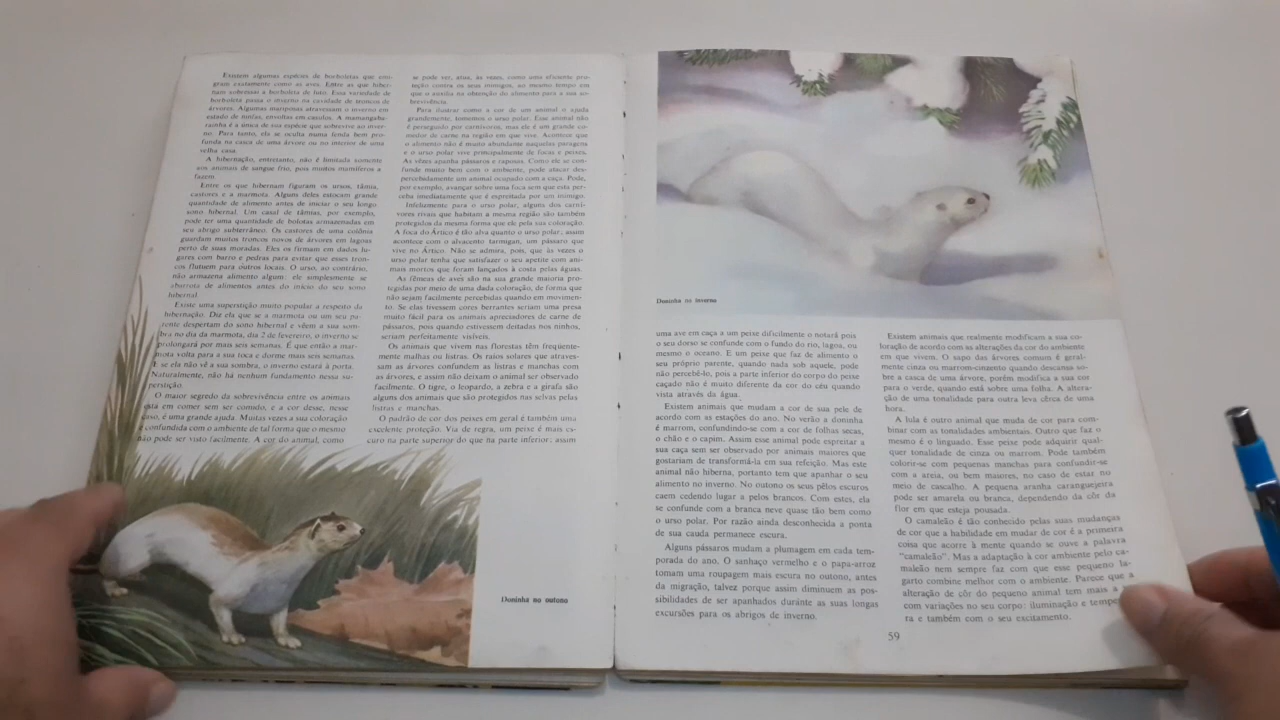 Existem algumas espécies de borboletas que emi-
gram exatamente como as aves. Entre as que hiber-
nam sobressai a borboleta de luto. Essa variedade de
borboleta passa o inverno na cavidade de troncos de
árvores. Algumas mariposas atravessam o inverno em
estado de ninfas, envoltas em casulos. A mamangaba-
rainha é a única de sua espécie que sobrevive ao inver-
no. Para tanto, ela se oculta numa fenda bem pro-
funda na casca de uma árvore ou no interior de uma
velha casa.
A hibernação, entretanto, não é limitada somente
aos animais de sangue frio, pois muitos mamíferos a
fazem.
Entre os que hibernam figuram os ursos, tâmia,
castores e a marmota. Alguns deles estocam grande
quantidade de alimento antes de iniciar o seu longo
sono hibernal. Um casal de tâmias, por exemplo,
pode ter uma quantidade de bolotas armazenadas em
seu abrigo subterrâneo. Os castores de uma colônia
guardam muitos troncos novos de árvores em lagoas
perto de suas moradas. Eles os firmam em dados lu-
gares com barro e pedras para evitar que esses tron-
cos flutuem para outros locais. O urso, ao contrário,
não armazena alimento algum: ele simplesmente se
abarrota de alimentos antes do início do seu sono
hibernal.
Existe uma superstição muito popular a respeito da
hibernação. Diz ela que se a marmota ou um seu pa-
rente despertam do sono hibernal e vêem a sua som-
bra no dia da marmota, dia 2 de fevereiro, o inverno se
prolongará por mais seis semanas. É que então a mar-
mota volta para a sua toca e dorme mais seis semanas.
E se ela não vê a sua sombra, o inverno estará à porta.
Naturalmente, não há nenhum fundamento nessa su-
perstição.
O maior segredo da sobrevivência entre os animais
está em comer sem ser comido, e a cor desse, nesse
caso, é uma grande ajuda. Muitas vezes a sua coloração
é confundida com o ambiente de tal forma que o mesmo
não pode ser visto facilmente. A cor do animal, como
se pode ver, atua, às vezes, como uma eficiente pro-
teção contra os seus inimigos, ao mesmo tempo em
que o auxilia na obtenção do alimento para a sua so-
brevivência.
Para ilustrar como a cor de um animal o ajuda
grandemente, tomemos o urso polar. Esse animal não
é perseguido por carnívoros, mas ele é um grande co-
medor de carne na região em que vive. Acontece que
o alimento não é muito abundante naquelas paragens
e o urso polar vive principalmente de focas e peixes.
Às vêzes apanha pássaros e raposas. Como ele se con-
funde muito bem com o ambiente, pode atacar des-
percebidamente um animal ocupado com a caça. Pode,
por exemplo, avançar sobre uma foca sem que esta per-
ceba imediatamente que é espreitada por um inimigo.
Infelizmente para o urso polar, alguns dos carní-
vores rivais que habitam a mesma região são também
protegidos da mesma forma que ele pela sua coloração.
A foca do Ártico é tão alva quanto o urso polar; assim
acontece com o alvacento tarmigan, um pássaro que
vive no Ártico. Não se admira, pois, que às vezes o
urso polar tenha que satisfazer o seu apetite com ani-
mais mortos que foram lançados à costa pelas águas.
As fêmeas de aves são na sua grande maioria pro-
tegidas por meio de uma dada coloração, de forma que
não sejam facilmente percebidas quando em movimen-
to. Se elas tivessem cores berrantes seriam uma presa
muito fácil para os animais apreciadores de carne de
pássaros, pois quando estivessem deitadas nos ninhos,
seriam perfeitamente visíveis.
Os animais que vivem nas florestas têm freqüente-
mente malhas ou listras. Os raios solares que atraves-
sam as árvores confundem as listras e manchas com
as árvores, e assim não deixam o animal ser observado
facilmente. O tigre, o leopardo, a zebra e a girafa são
alguns dos animais que são protegidos nas selvas pelas
listras e manchas.
O padrão de cor dos peixes em geral é também uma
excelente proteção. Via de regra, um peixe é mais es-
curo na parte superior do que na parte inferior; assim
Doninha no outono
Doninha no inverno
uma ave em caça a um peixe dificilmente o notará pois
o seu dorso se confunde com o fundo do rio, lagoa, ou
mesmo o oceano. E um peixe que faz de alimento o
seu próprio parente, quando nada sob aquele, pode
não percebê-lo, pois a parte inferior do corpo do peixe
caçado não é muito diferente da cor do céu quando
vista através da água.
Existem animais que mudam a cor de sua pele de
acordo com as estações do ano. No verão a doninha
é marrom, confundindo-se com a cor de folhas secas,
o chão e o capim. Assim esse animal pode espreitar a
sua caça sem ser observado por animais maiores que
gostariam de transformá-la em sua refeição. Mas este
animal não hiberna, portanto tem que apanhar o seu
alimento no inverno. No outono os seus pêlos escuros
caem cedendo lugar a pelos brancos. Com estes, ela
se confunde com a branca neve quase tão bem como
o urso polar. Por razão ainda desconhecida a ponta
de sua cauda permanece escura.
Alguns pássaros mudam a plumagem em cada tem-
porada do ano. O sanhaço vermelho e o papa-arroz
tomam uma roupagem mais escura no outono, antes
da migração, talvez porque assim diminuem as pos-
sibilidades de ser apanhados durânte as suas longas
excursões para os abrigos de inverno.
Existem animais que realmente modificam a sua co-
loração de acordo com as alterações da cor do ambiente
em que vivem. O sapo das árvores comum é geral-
mente cinza ou marrom-cinzento quando descansa so-
bre a casca de uma árvore, porém modifica a sua cor
para o verde, quando está sobre uma folha. A altera-
ção de uma tonalidade para outra leva cêrca de uma
hora.
A lula é outro animal que muda de cor para com-
binar com as tonalidades ambientais. Outro que faz o
mesmo é o linguado. Esse peixe pode adquirir qual-
quer tonalidade de cinza ou marrom. Pode também
colorir-se com pequenas manchas para confundir-se
com a areia, ou bem maiores, no caso de estar no
meio de cascalho. A pequena aranha caranguejeira
pode ser amarela ou branca, dependendo da côr da
flor em que esteja pousada.
O camaleão é tão conhecido pelas suas mudanças
de cor que a habilidade em mudar de cor é a primeira
coisa que acorre à mente quando se ouve a palavra
"camaleão". Mas a adaptação à cor ambiente pelo ca-
maleão nem sempre faz com que esse pequeno la-
garto combine melhor com o ambiente. Parece que a
alteração de côr do pequeno animal tem mais a
com variações no seu corpo: iluminação e
ra e também com o seu excitamento.
59